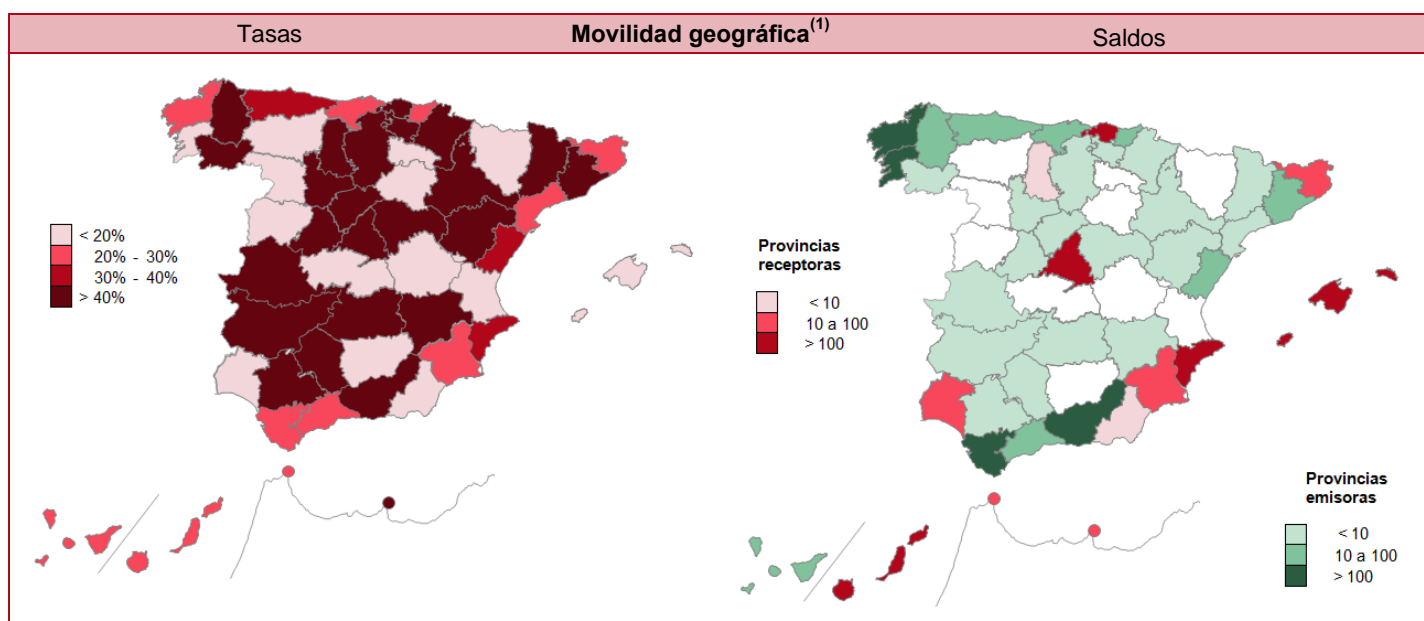 Tasas
Movilidad geográfica(1)
Saldos
< 20%
20% - 30%
30% - 40%
> 40%
Provincias
receptoras
< 10
10 a 100
> 100
Provincias
emisoras
< 10
10 a 100
> 100